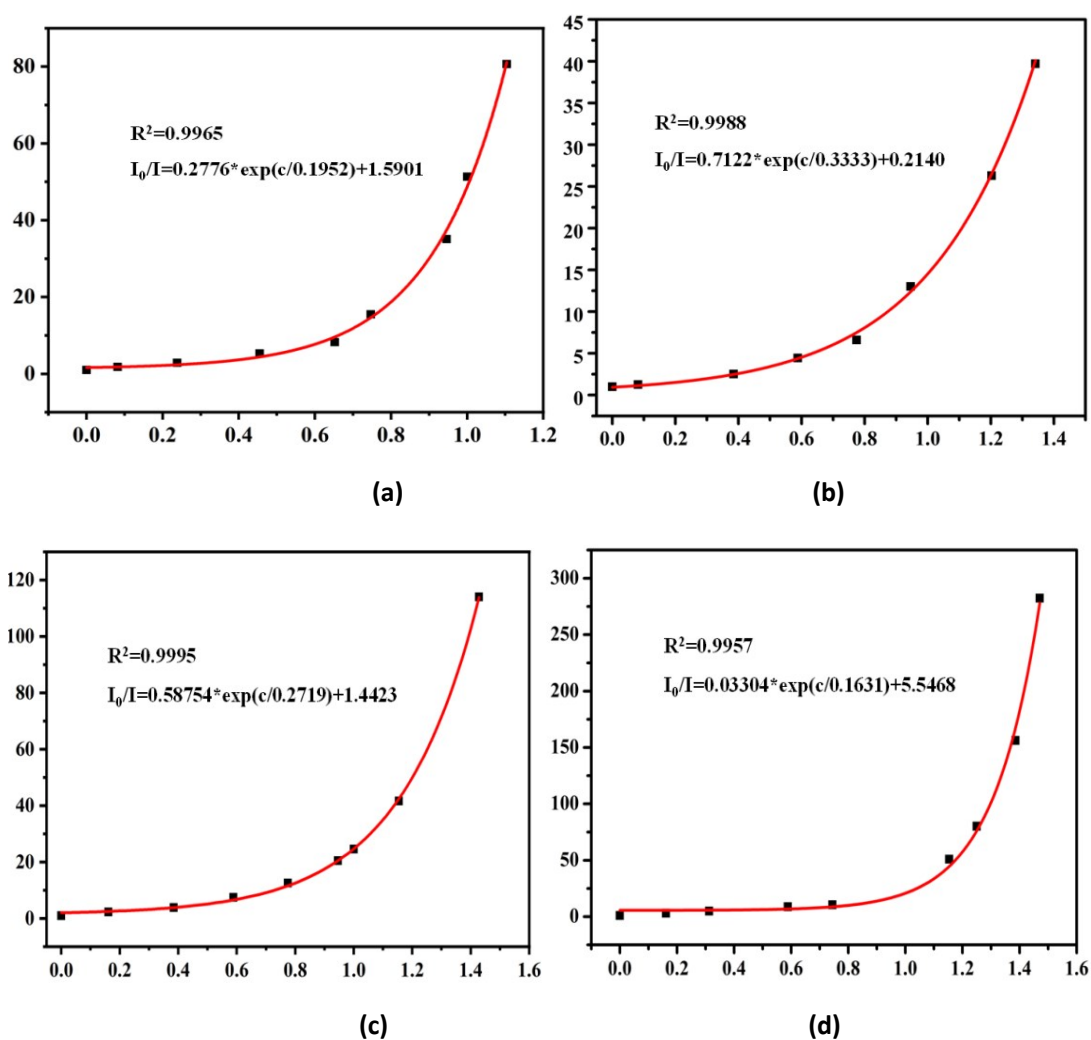 80
60
40
20
0
R²=0.9965
I₀/I=0.2776*exp(c/0.1952)+1.5901
0.0 0.2 0.4 0.6 0.8 1.0 1.2
(a)
45
40
35
30
25
20
15
10
5
0
R²=0.9988
I₀/I=0.7122*exp(c/0.3333)+0.2140
0.0 0.2 0.4 0.6 0.8 1.0 1.2 1.4
(b)
120
100
80
60
40
20
0
R²=0.9995
I₀/I=0.58754*exp(c/0.2719)+1.4423
0.0 0.2 0.4 0.6 0.8 1.0 1.2 1.4 1.6
(c)
300
250
200
150
100
50
0
R²=0.9957
I₀/I=0.03304*exp(c/0.1631)+5.5468
0.0 0.2 0.4 0.6 0.8 1.0 1.2 1.4 1.6
(d)